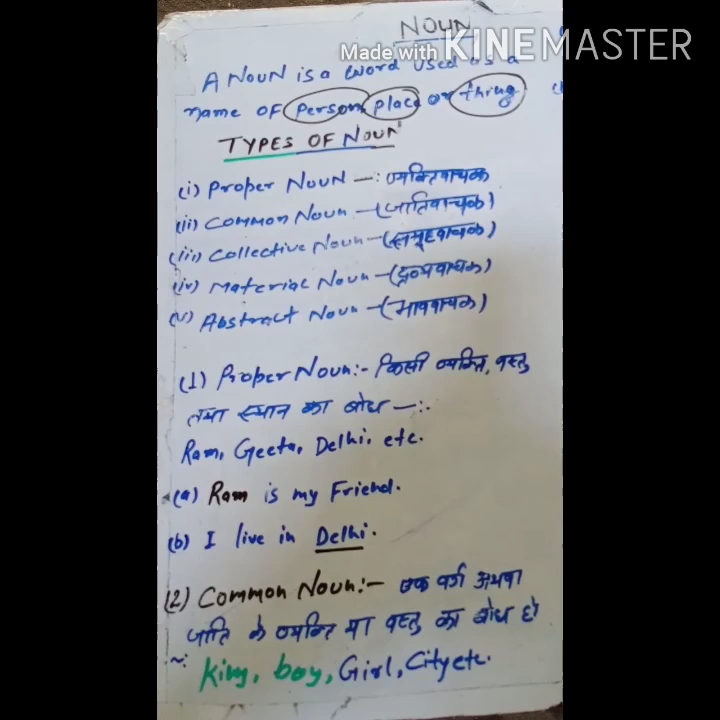 NOUN
Made with KINEMASTER
A NOUN is a word used as a
name OF person, place or thing
TYPES OF NOUN
(i) Proper NOUN -: व्यक्तिवाचक
(ii) Common Noun - (जातिवाचक)
(iii) Collective Noun - (समूहवाचक)
(iv) Material Noun - (द्रव्यवाचक)
(v) Abstract Noun - (भाववाचक)
(1) Proper Noun:- किसी व्यक्ति, वस्तु
तथा स्थान का बोध -:
Ram, Geeta, Delhi, etc.
(a) Ram is my Friend.
(b) I live in Delhi.
(2) Common Noun:- एक वर्ग अथवा
जाति के व्यक्ति या वस्तु का बोध हो
~: King, boy, Girl, City etc.